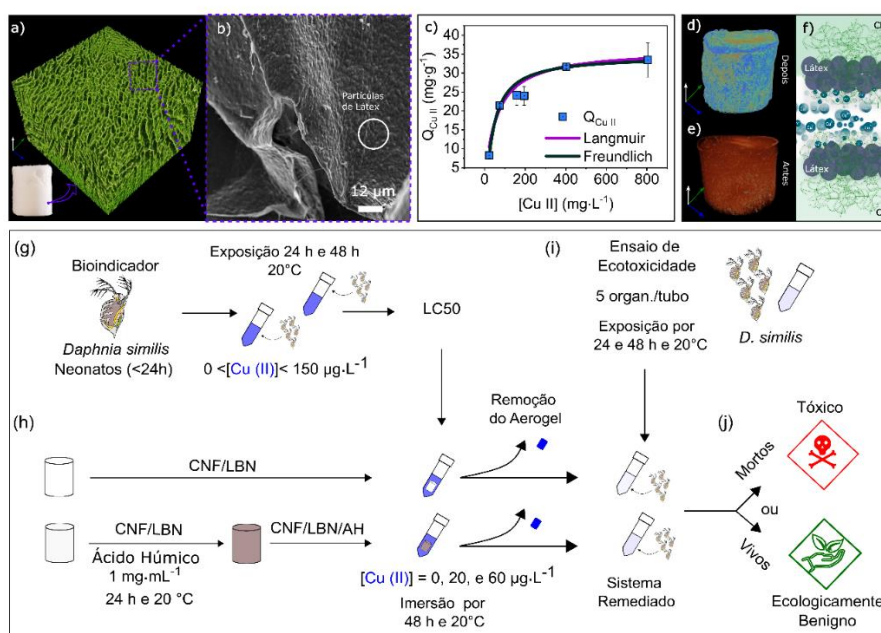 a)
b)
Partículas
de Látex
12 µm
c)
Q Cu II (mg·g⁻¹)
40
35
30
25
20
15
10
5
Q Cu II
Langmuir
Freundlich
0 200 400 600 800
[Cu II] (mg·L⁻¹)
d)
Depois
e)
Antes
f)
Látex
Látex
(g)
Bioindicador
Daphnia similis
Neonatos (<24h)
Exposição 24 h e 48 h
20°C
0 <[Cu (II)]< 150 µg·L⁻¹
LC50
(i)
Ensaio de
Ecotoxicidade
5 organ./tubo
Exposição por
24 e 48 h e 20°C
D. similis
(h)
CNF/LBN
Remoção
do Aerogel
CNF/LBN
Ácido Húmico
1 mg·mL⁻¹
24 h e 20 °C
CNF/LBN/AH
[Cu (II)] = 0, 20, e 60 µg·L⁻¹
Imersão por
48 h e 20°C
Sistema
Remediado
(j)
Tóxico
Mortos
ou
Vivos
Ecologicamente
Benigno